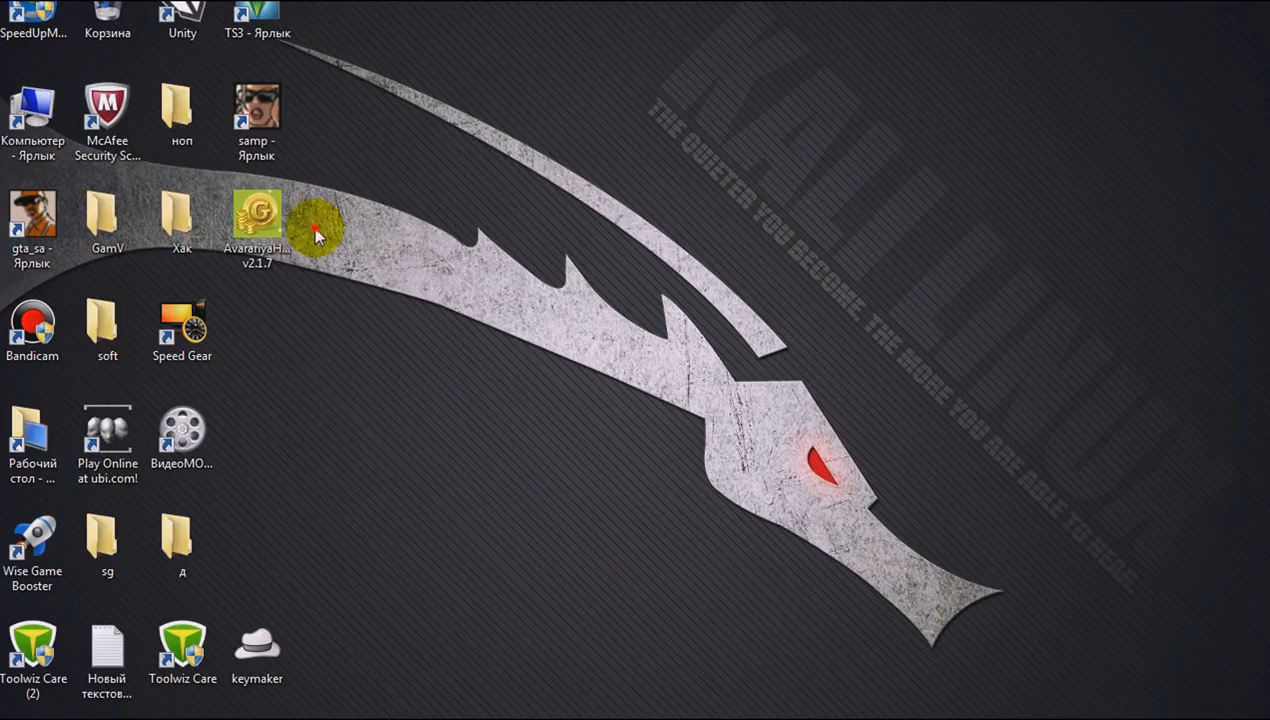 SpeedUpM...
Корзина
Unity
TS3 - Ярлык
Компьютер
- Ярлык
McAfee
Security Sc...
ноп
samp -
Ярлык
gta_sa -
Ярлык
GamV
Хак
AvarariyaH...
v2.1.7
Bandicam
soft
Speed Gear
Рабочий
стол - ...
Play Online
at ubi.com!
ВидеоМО...
Wise Game
Booster
sg
д
Toolwiz Care
(2)
Новый
текстов...
Toolwiz Care
keymaker
KALI LINUX
THE QUIETER YOU BECOME, THE MORE YOU ARE ABLE TO HEAR.